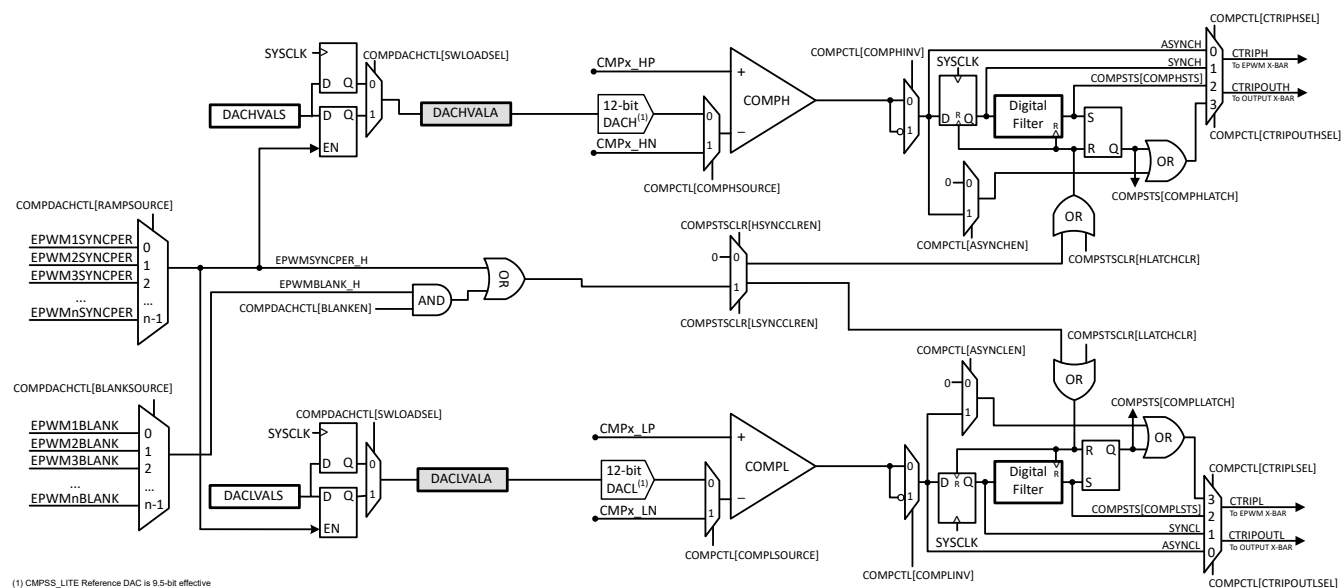 COMPCTL[CTRIPHSEL]
SYSCLK
COMPDACHCTL[SWLOADSEL]
CMPx_HP
COMPCTL[COMPHINV]
ASYNCH
0
CTRIPH
To EPWM X-BAR
SYSCLK
SYNCH
1
D Q
0
+
COMPSTS[COMPHSTS]
2
CTRIPOUTH
To OUTPUT X-BAR
DACHVALS
1
DACHVALA
12-bit
DACH(1)
0
COMPH
0
1
D R Q
Digital
Filter
R
S
3
D Q
EN
CMPx_HN
1
−
R Q
OR
COMPCTL[CTRIPOUTHSEL]
COMPCTL[COMPHSOURCE]
0
0
1
COMPSTS[COMPHLATCH]
COMPDACHCTL[RAMPSOURCE]
COMPSTSCLR[HSYNCCLREN]
COMPCTL[ASYNCHEN]
OR
EPWM1SYNCPER
0
EPWM2SYNCPER
1
EPWM3SYNCPER
2
...
...
EPWMnSYNCPER
n-1
EPWMSYNCPER_H
0
0
COMPSTSCLR[HLATCHCLR]
EPWMBLANK_H
OR
1
AND
COMPDACHCTL[BLANKEN]
COMPSTSCLR[LSYNCCLREN]
COMPSTSCLR[LLATCHCLR]
COMPCTL[ASYNCLEN]
OR
COMPDACHCTL[BLANKSOURCE]
0
0
1
COMPSTS[COMPLLATCH]
COMPDACHCTL[SWLOADSEL]
EPWM1BLANK
0
EPWM2BLANK
1
EPWM3BLANK
2
...
...
EPWMnBLANK
n-1
SYSCLK
CMPx_LP
+
OR
D Q
0
R Q
COMPCTL[CTRIPLSEL]
DACLVALS
1
DACLVALA
12-bit
DACL(1)
0
COMPL
0
1
D R Q
Digital
Filter
R
S
3
CTRIPL
To EPWM X-BAR
D Q
EN
CMPx_LN
1
−
COMPSTS[COMPLSTS]
2
SYSCLK
SYNCL
1
CTRIPOUTL
To OUTPUT X-BAR
ASYNCL
0
COMPCTL[COMPLSOURCE]
COMPCTL[COMPLINV]
COMPCTL[CTRIPOUTLSEL]
(1) CMPSS_LITE Reference DAC is 9.5-bit effective